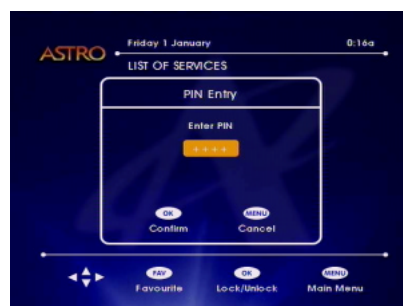 ASTRO
Friday 1 January 0:16a
LIST OF SERVICES
PIN Entry
Enter PIN
++++
OK MENU
Confirm Cancel
FAV OK MENU
Favourite Lock/Unlock Main Menu